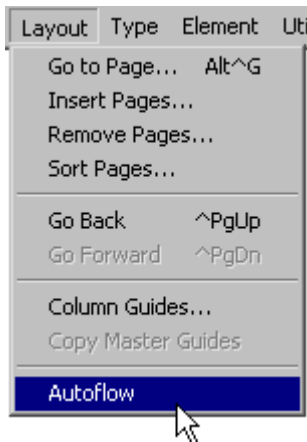 Layout Type Element Uti
Go to Page... Alt^G
Insert Pages...
Remove Pages...
Sort Pages...
Go Back ^PgUp
Go Forward ^PgDn
Column Guides...
Copy Master Guides
Autoflow